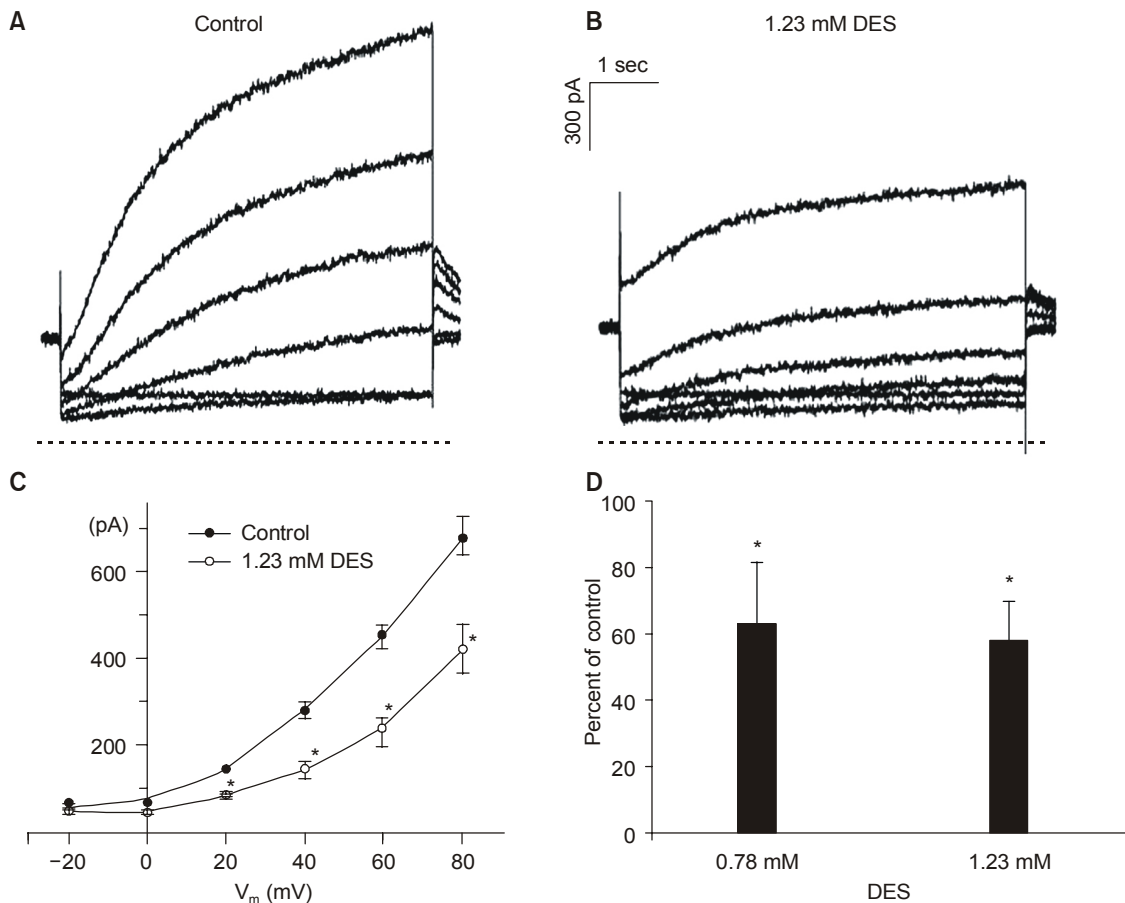 A
Control
B
1.23 mM DES
1 sec
300 pA
C
(pA)
Control
1.23 mM DES
600
400
200
*
*
*
*
−20 0 20 40 60 80
Vm (mV)
D
Percent of control
100
80
60
40
20
0
*
*
0.78 mM 1.23 mM
DES